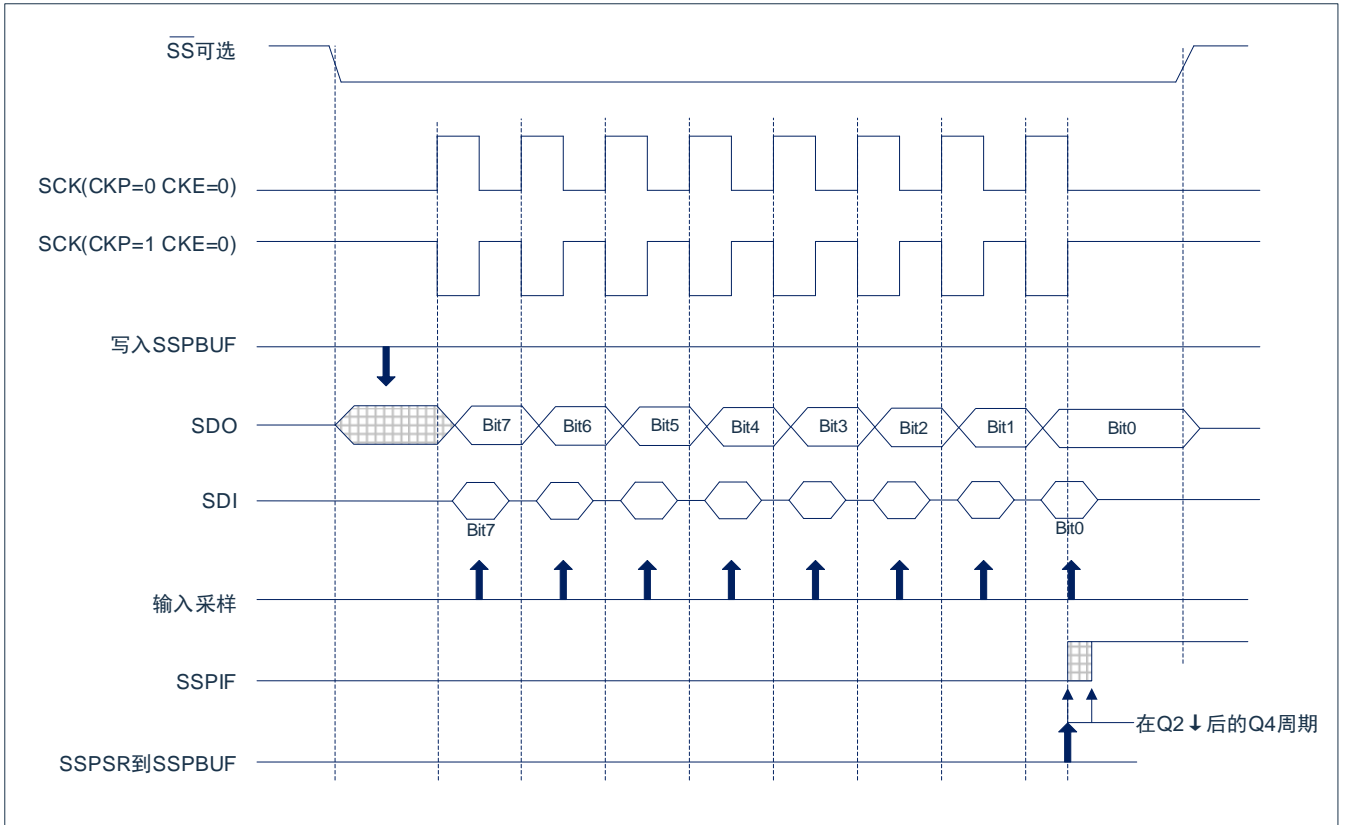 SS可选
SCK(CKP=0 CKE=0)
SCK(CKP=1 CKE=0)
写入SSPBUF
SDO
Bit7
Bit6
Bit5
Bit4
Bit3
Bit2
Bit1
Bit0
SDI
Bit7
Bit0
输入采样
SSPIF
在Q2⬇后的Q4周期
SSPSR到SSPBUF